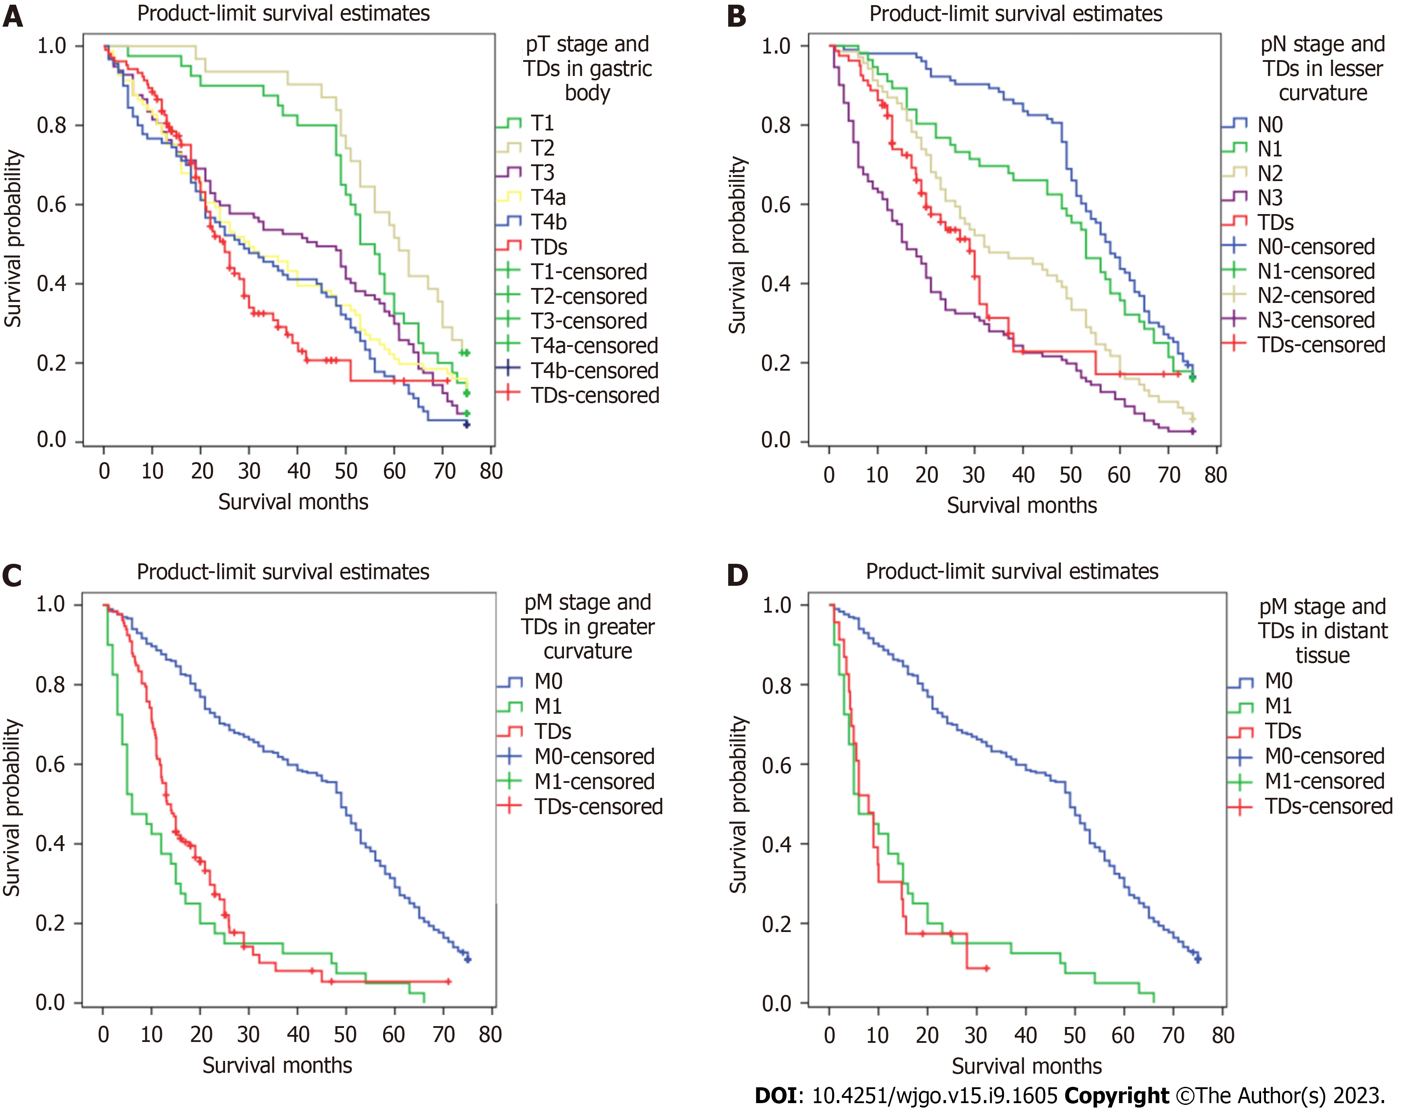 A
Product-limit survival estimates
Survival probability
1.0
0.8
0.6
0.4
0.2
0.0
0 10 20 30 40 50 60 70 80
Survival months
pT stage and
TDs in gastric
body
T1
T2
T3
T4a
T4b
TDs
T1-censored
T2-censored
T3-censored
T4a-censored
T4b-censored
TDs-censored
B
Product-limit survival estimates
Survival probability
1.0
0.8
0.6
0.4
0.2
0.0
0 10 20 30 40 50 60 70 80
Survival months
pN stage and
TDs in lesser
curvature
N0
N1
N2
N3
TDs
N0-censored
N1-censored
N2-censored
N3-censored
TDs-censored
C
Product-limit survival estimates
Survival probability
1.0
0.8
0.6
0.4
0.2
0.0
0 10 20 30 40 50 60 70 80
Survival months
pM stage and
TDs in greater
curvature
M0
M1
TDs
M0-censored
M1-censored
TDs-censored
D
Product-limit survival estimates
Survival probability
1.0
0.8
0.6
0.4
0.2
0.0
0 10 20 30 40 50 60 70 80
Survival months
pM stage and
TDs in distant
tissue
M0
M1
TDs
M0-censored
M1-censored
TDs-censored
DOI: 10.4251/wjgo.v15.i9.1605 Copyright ©The Author(s) 2023.